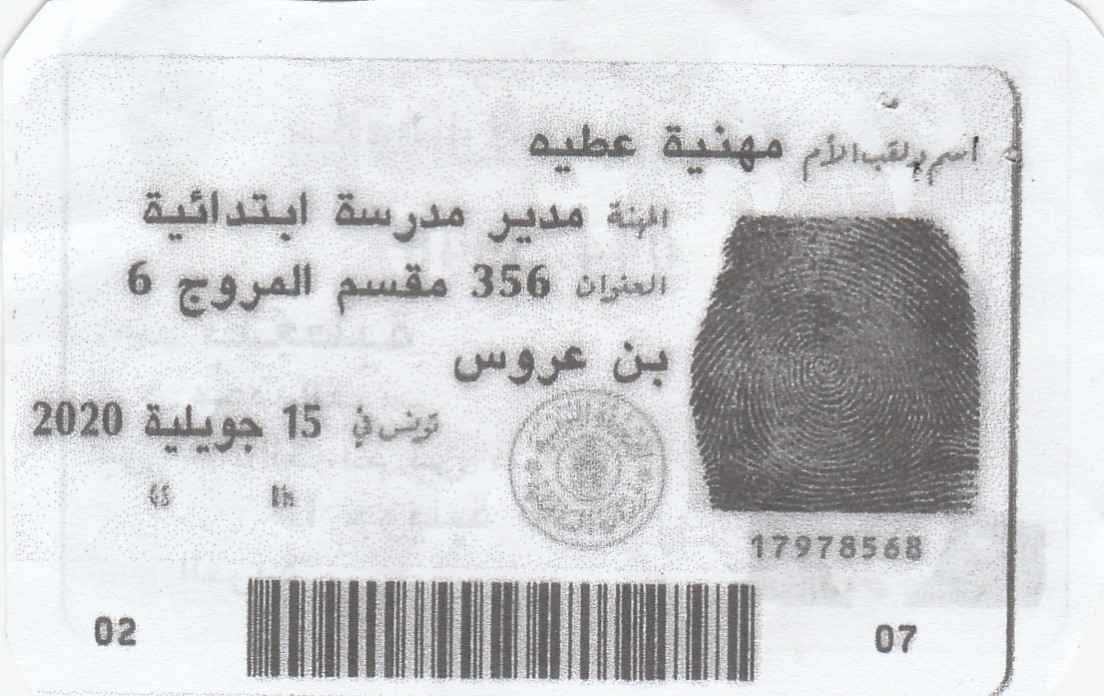 اسم ولقب الأم مهنية عطيه
المهنة مدير مدرسة ابتدائية
العنوان 356 مقسم المروج 6
بن عروس
تونس في 15 جويلية 2020
17978568
02
07